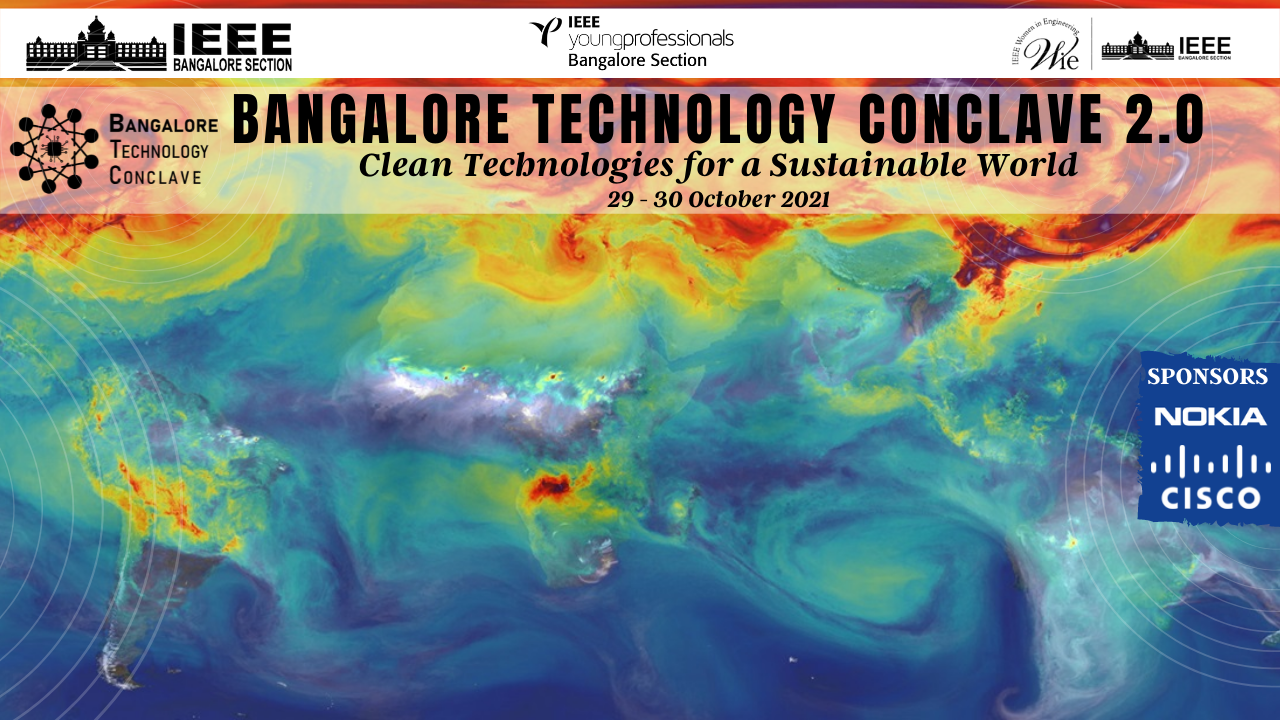 IEEE
BANGALORE SECTION
IEEE
youngprofessionals
Bangalore Section
IEEE Women in Engineering
WIE
IEEE
BANGALORE SECTION
BANGALORE
TECHNOLOGY
CONCLAVE
BANGALORE TECHNOLOGY CONCLAVE 2.0
Clean Technologies for a Sustainable World
29 - 30 October 2021
SPONSORS
NOKIA
CISCO